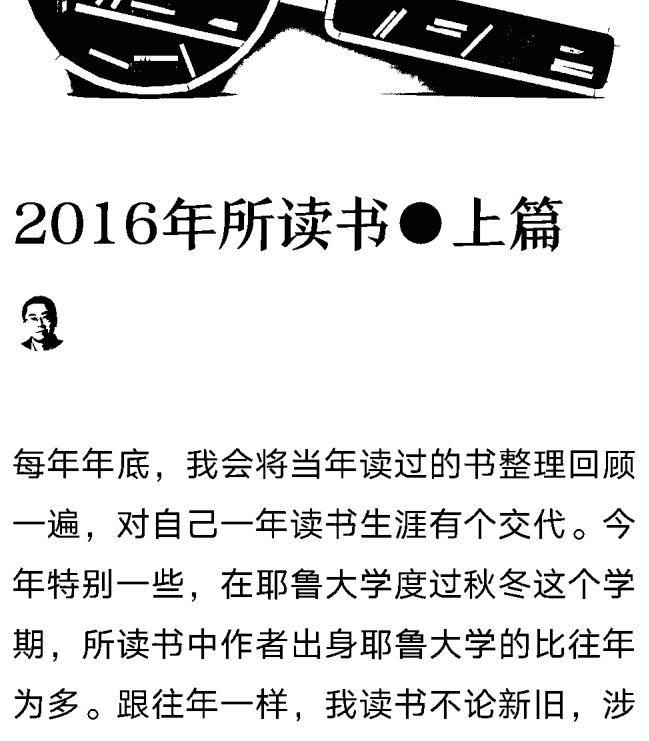 2016年所读书●上篇
每年年底，我会将当年读过的书整理回顾
一遍，对自己一年读书生涯有个交代。今
年特别一些，在耶鲁大学度过秋冬这个学
期，所读书中作者出身耶鲁大学的比往年
为多。跟往年一样，我读书不论新旧，涉